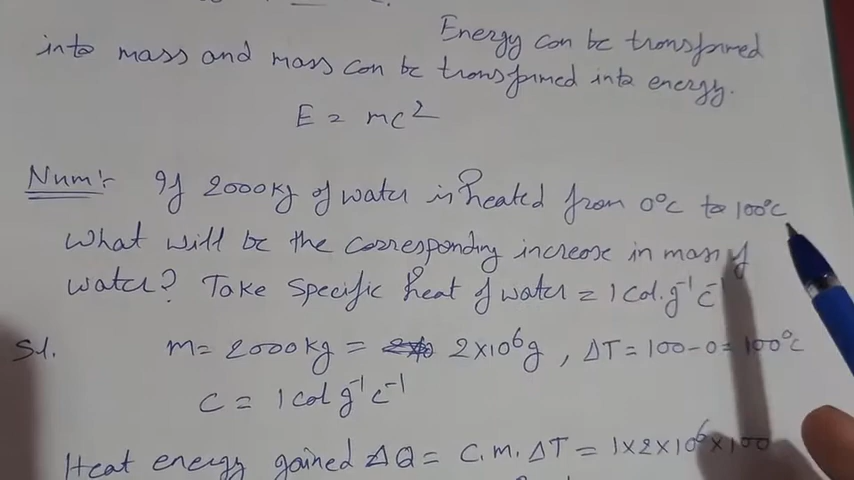 Energy can be transformed
into mass and mass can be transformed into energy.
E = mc²
Num:- If 2000kg of water is heated from 0°C to 100°C
What will be the corresponding increase in mass of
water? Take Specific heat of water = 1 Cal. g⁻¹ C⁻¹
Sol. m = 2000kg = 2×10⁶g , ΔT = 100-0 = 100°C
C = 1 Cal g⁻¹ C⁻¹
Heat energy gained ΔQ = C.m. ΔT = 1×2×10⁶×100